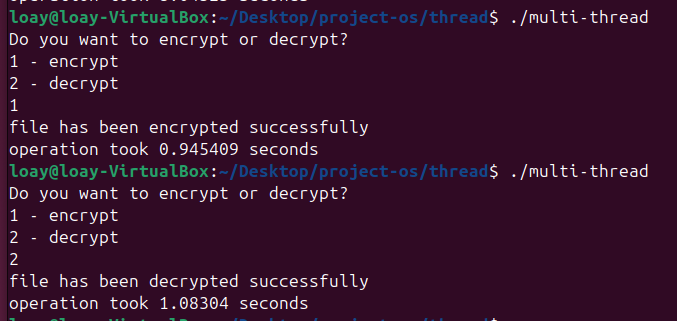 loay@loay-VirtualBox:~/Desktop/project-os/thread$ ./multi-thread
Do you want to encrypt or decrypt?
1 - encrypt
2 - decrypt
1
file has been encrypted successfully
operation took 0.945409 seconds
loay@loay-VirtualBox:~/Desktop/project-os/thread$ ./multi-thread
Do you want to encrypt or decrypt?
1 - encrypt
2 - decrypt
2
file has been decrypted successfully
operation took 1.08304 seconds